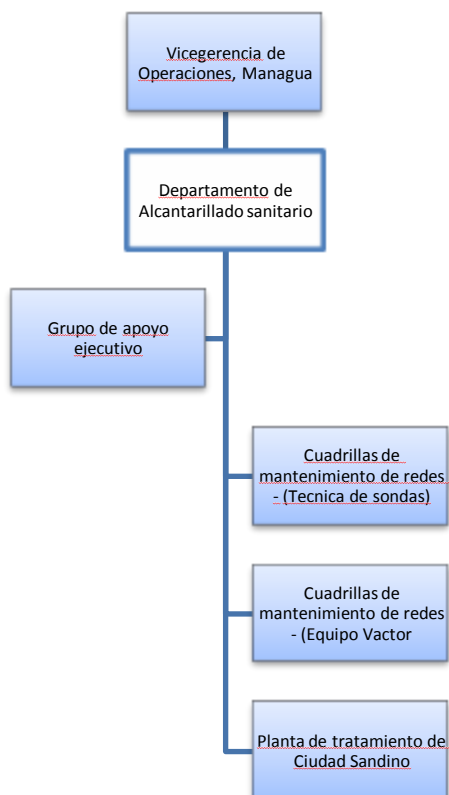 Vicegerencia de
Operaciones, Managua
Departamento de
Alcantarillado sanitario
Grupo de apoyo
ejecutivo
Cuadrillas de
mantenimiento de redes
- (Tecnica de sondas)
Cuadrillas de
mantenimiento de redes
- (Equipo Vactor
Planta de tratamiento de
Ciudad Sandino